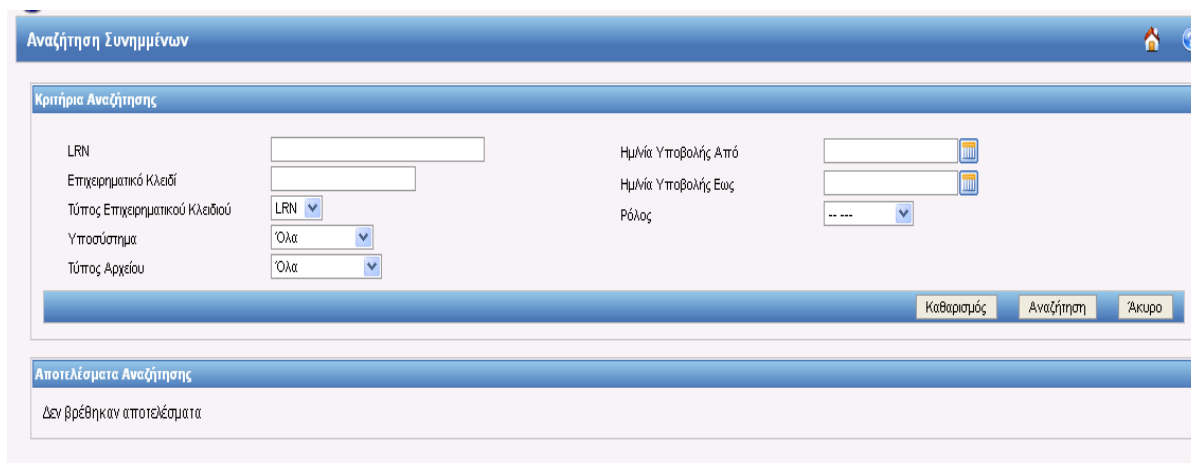 Αναζήτηση Συνημμένων
Κριτήρια Αναζήτησης
LRN
Ημ/νία Υποβολής Από
Επιχειρηματικό Κλειδί
Ημ/νία Υποβολής Εως
Τύπος Επιχειρηματικού Κλειδιού LRN
Ρόλος -- ---
Υποσύστημα Όλα
Τύπος Αρχείου Όλα
Καθαρισμός Αναζήτηση Άκυρο
Αποτελέσματα Αναζήτησης
Δεν βρέθηκαν αποτελέσματα